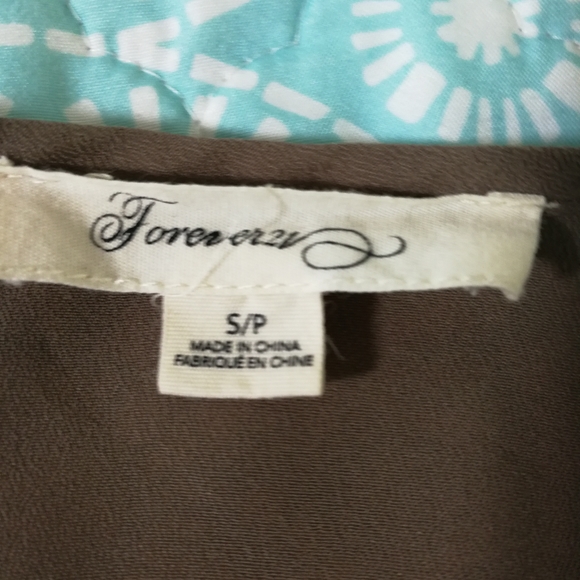 Forever21
S/P
MADE IN CHINA
FABRIQUÉ EN CHINE